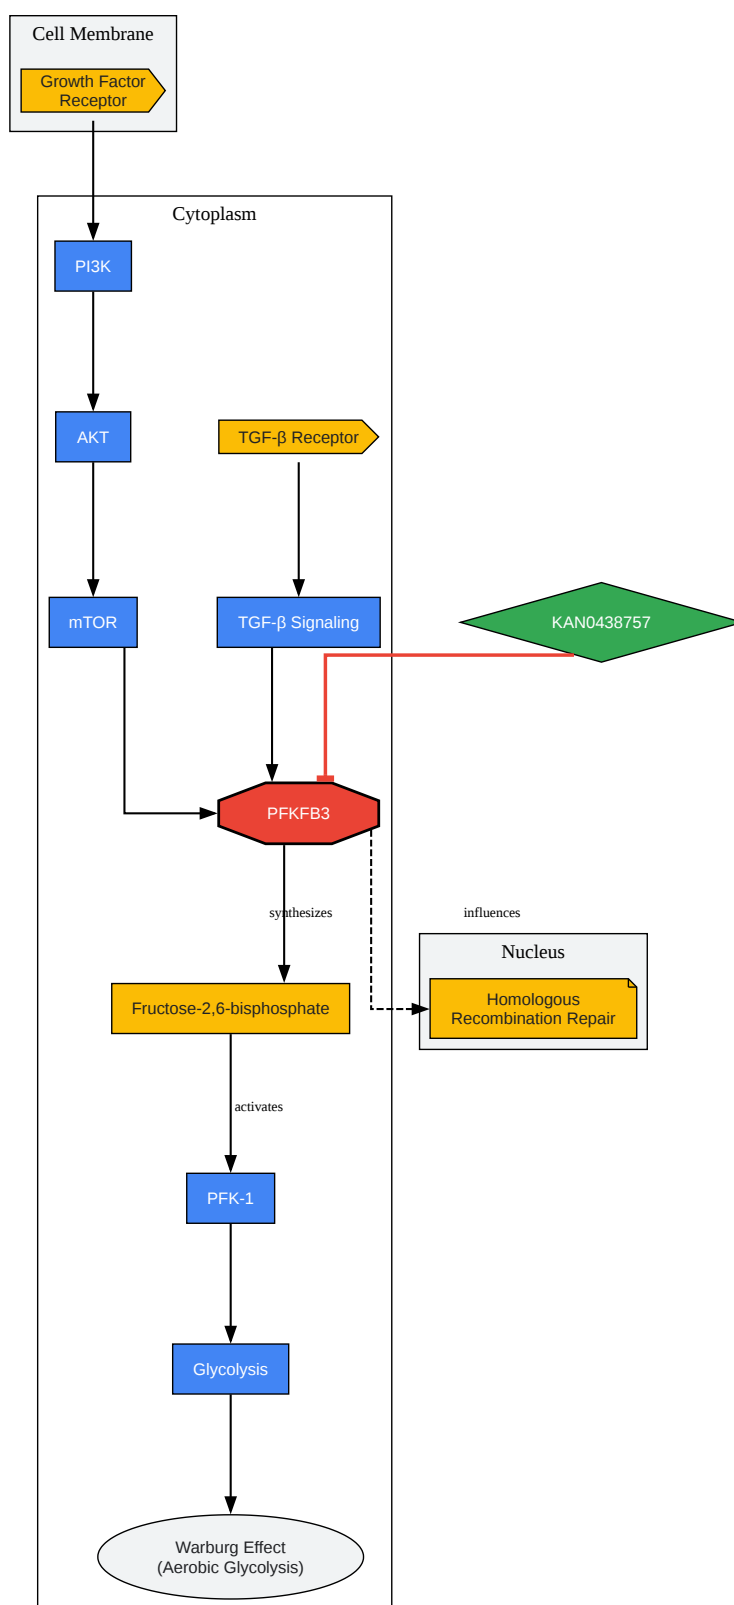 Cell Membrane
Growth Factor
Receptor
Cytoplasm
PI3K
AKT
TGF-β Receptor
mTOR
TGF-β Signaling
KAN0438757
PFKFB3
synthesizes
influences
Nucleus
Homologous
Recombination Repair
Fructose-2,6-bisphosphate
activates
PFK-1
Glycolysis
Warburg Effect
(Aerobic Glycolysis)